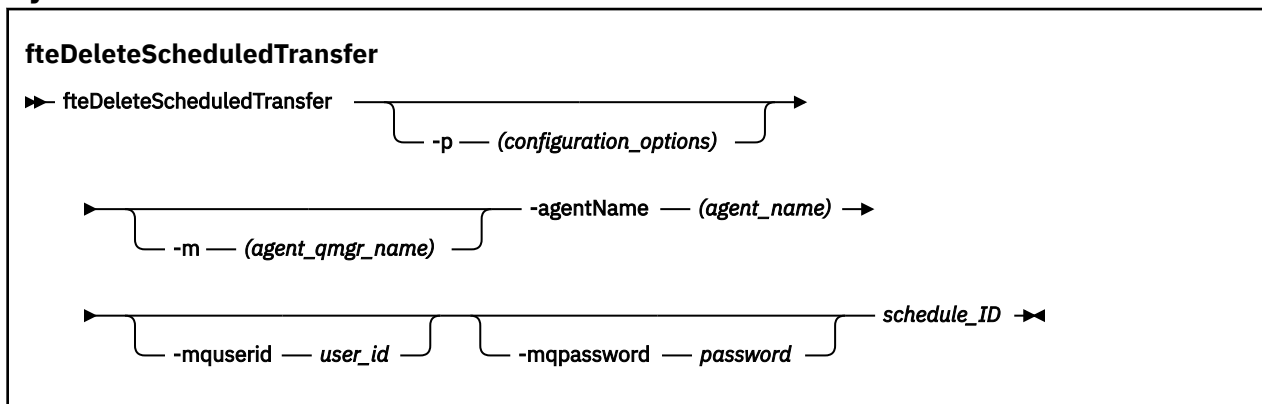 fteDeleteScheduledTransfer
fteDeleteScheduledTransfer
-p (configuration_options)
-agentName (agent_name)
-m (agent_qmgr_name)
schedule_ID
-mquserid user_id -mqpassword password